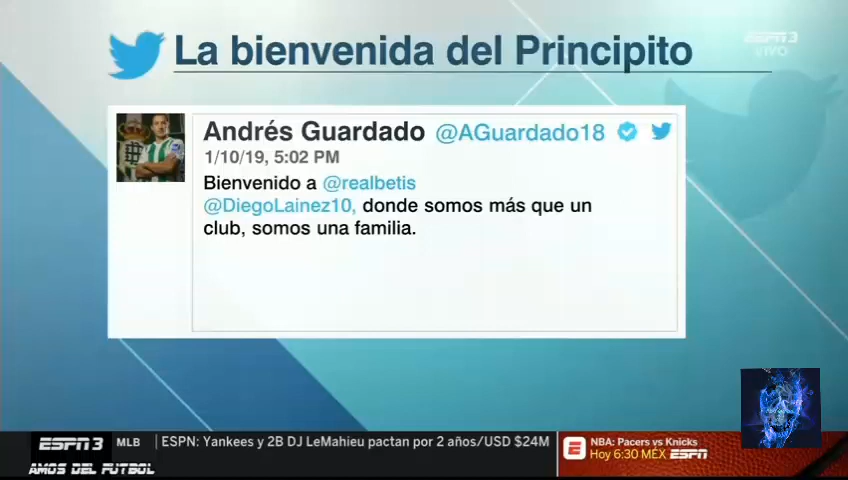 La bienvenida del Principito
ESPN 3
VIVO
Andrés Guardado @AGuardado18
1/10/19, 5:02 PM
Bienvenido a @realbetis
@DiegoLainez10, donde somos más que un
club, somos una familia.
ESPN 3 MLB ESPN: Yankees y 2B DJ LeMahieu pactan por 2 años/USD $24M
NBA: Pacers vs Knicks
Hoy 6:30 MÉX ESPN
AMOS DEL FUTBOL